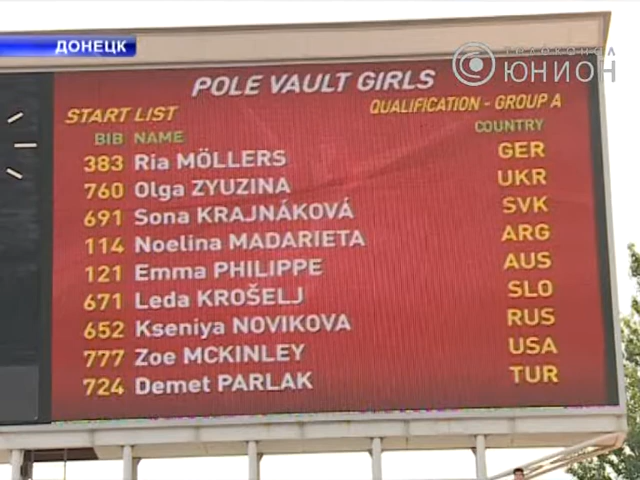 ДОНЕЦК
ТЕЛЕКАНАЛ
ЮНИОН
POLE VAULT GIRLS
START LIST QUALIFICATION - GROUP A
BIB NAME COUNTRY
383 Ria MÖLLERS GER
760 Olga ZYUZINA UKR
691 Sona KRAJNÁKOVÁ SVK
114 Noelina MADARIETA ARG
121 Emma PHILIPPE AUS
671 Leda KROŠELJ SLO
652 Kseniya NOVIKOVA RUS
777 Zoe MCKINLEY USA
724 Demet PARLAK TUR